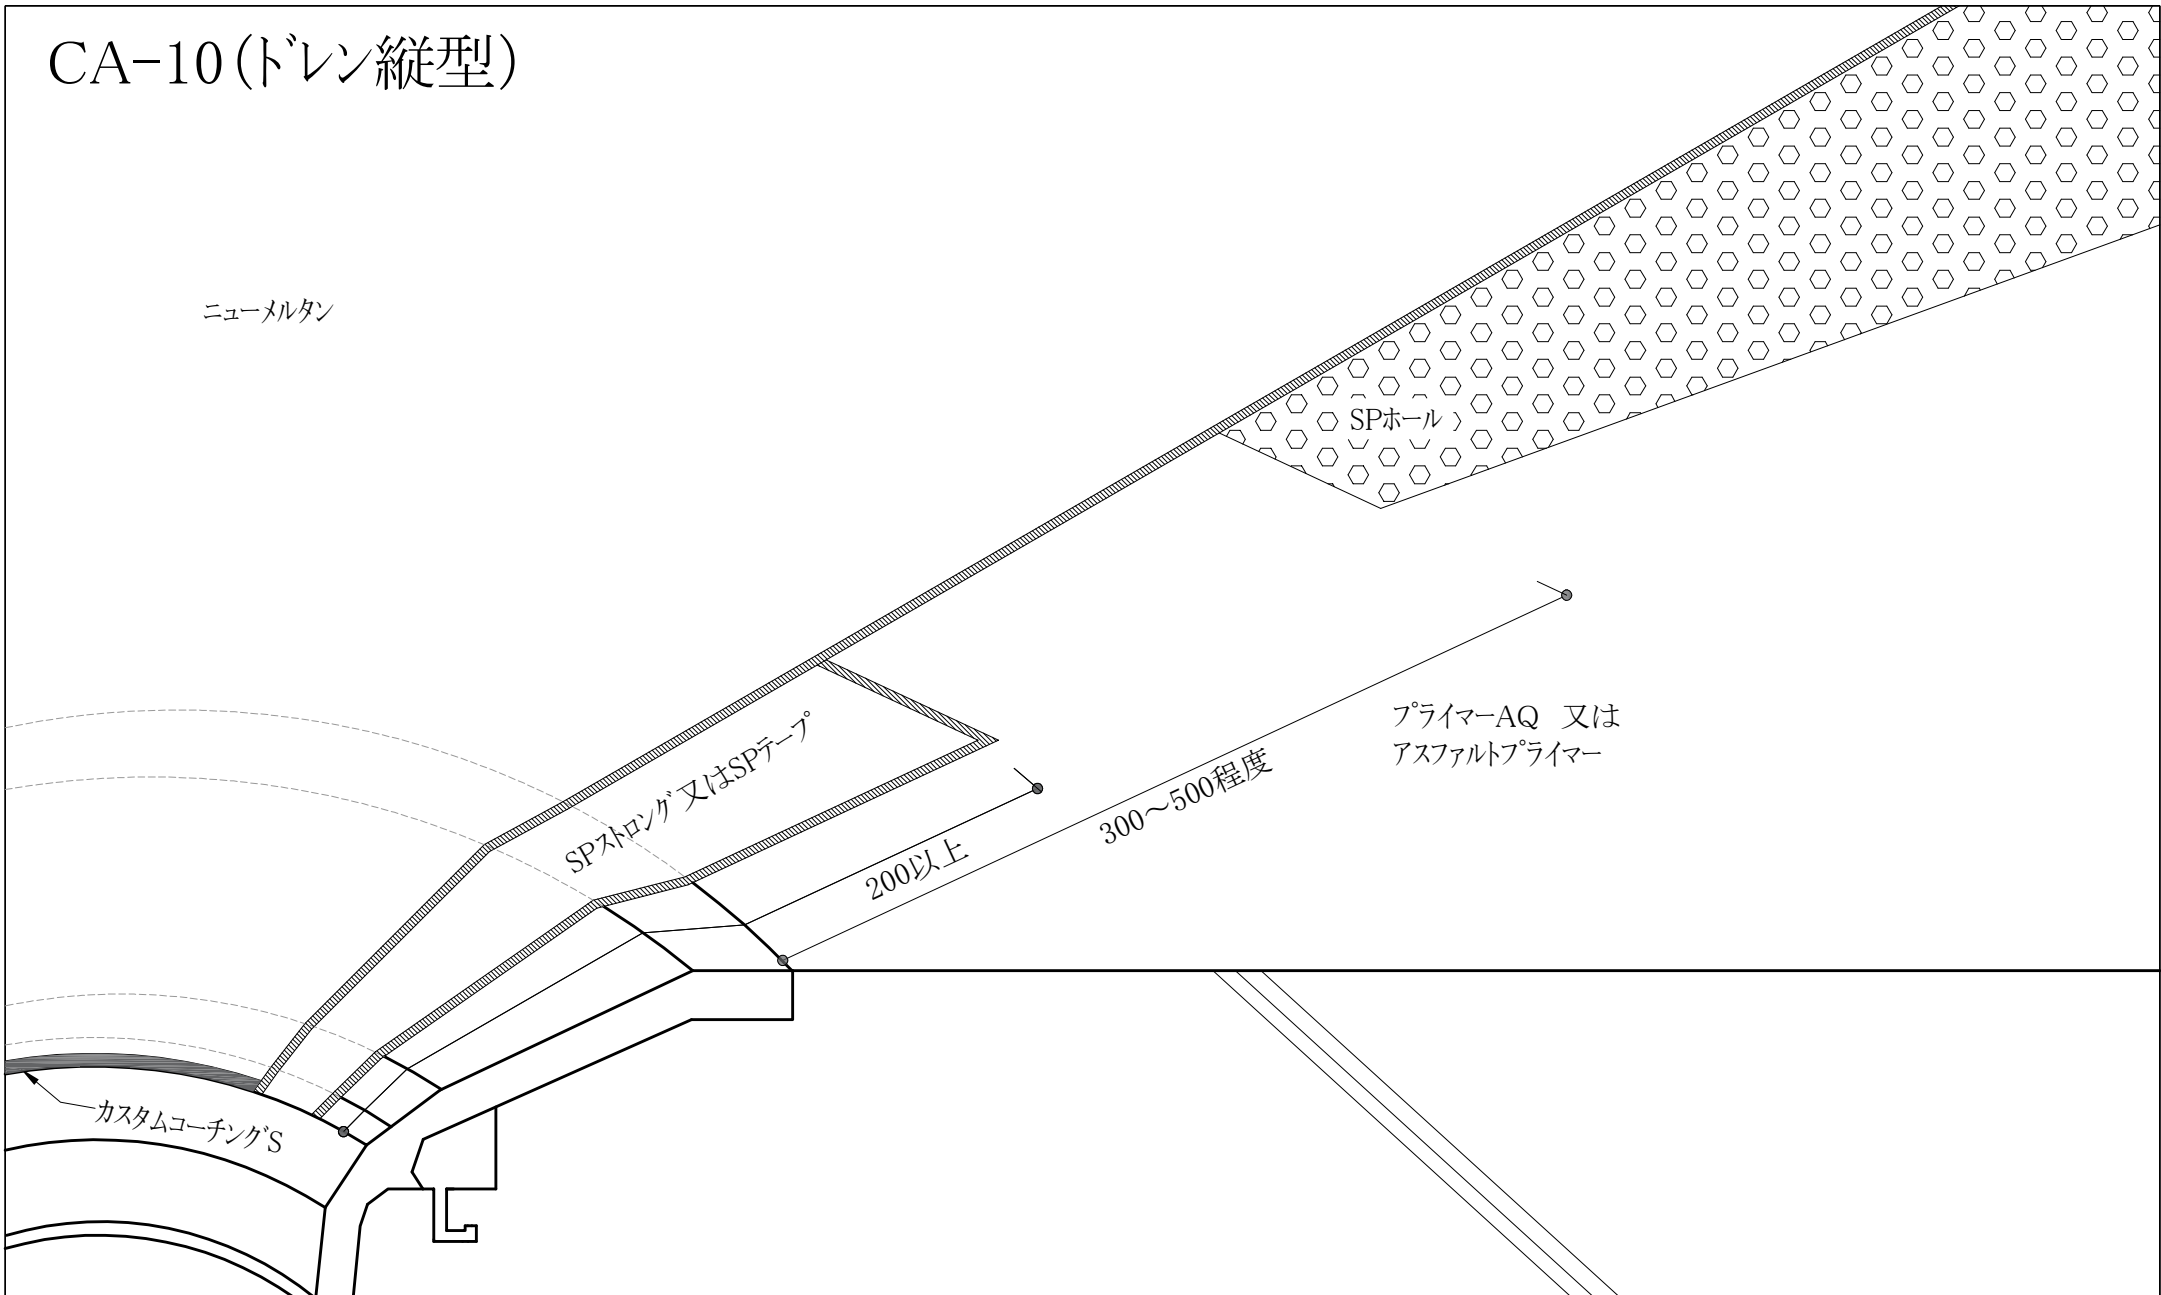 CA-10(ドレン縦型)
ニューメルタン
SPホール
プライマーAQ 又は
アスファルトプライマー
SPストロング 又はSPテープ
300～500程度
200以上
カスタムコーチングS